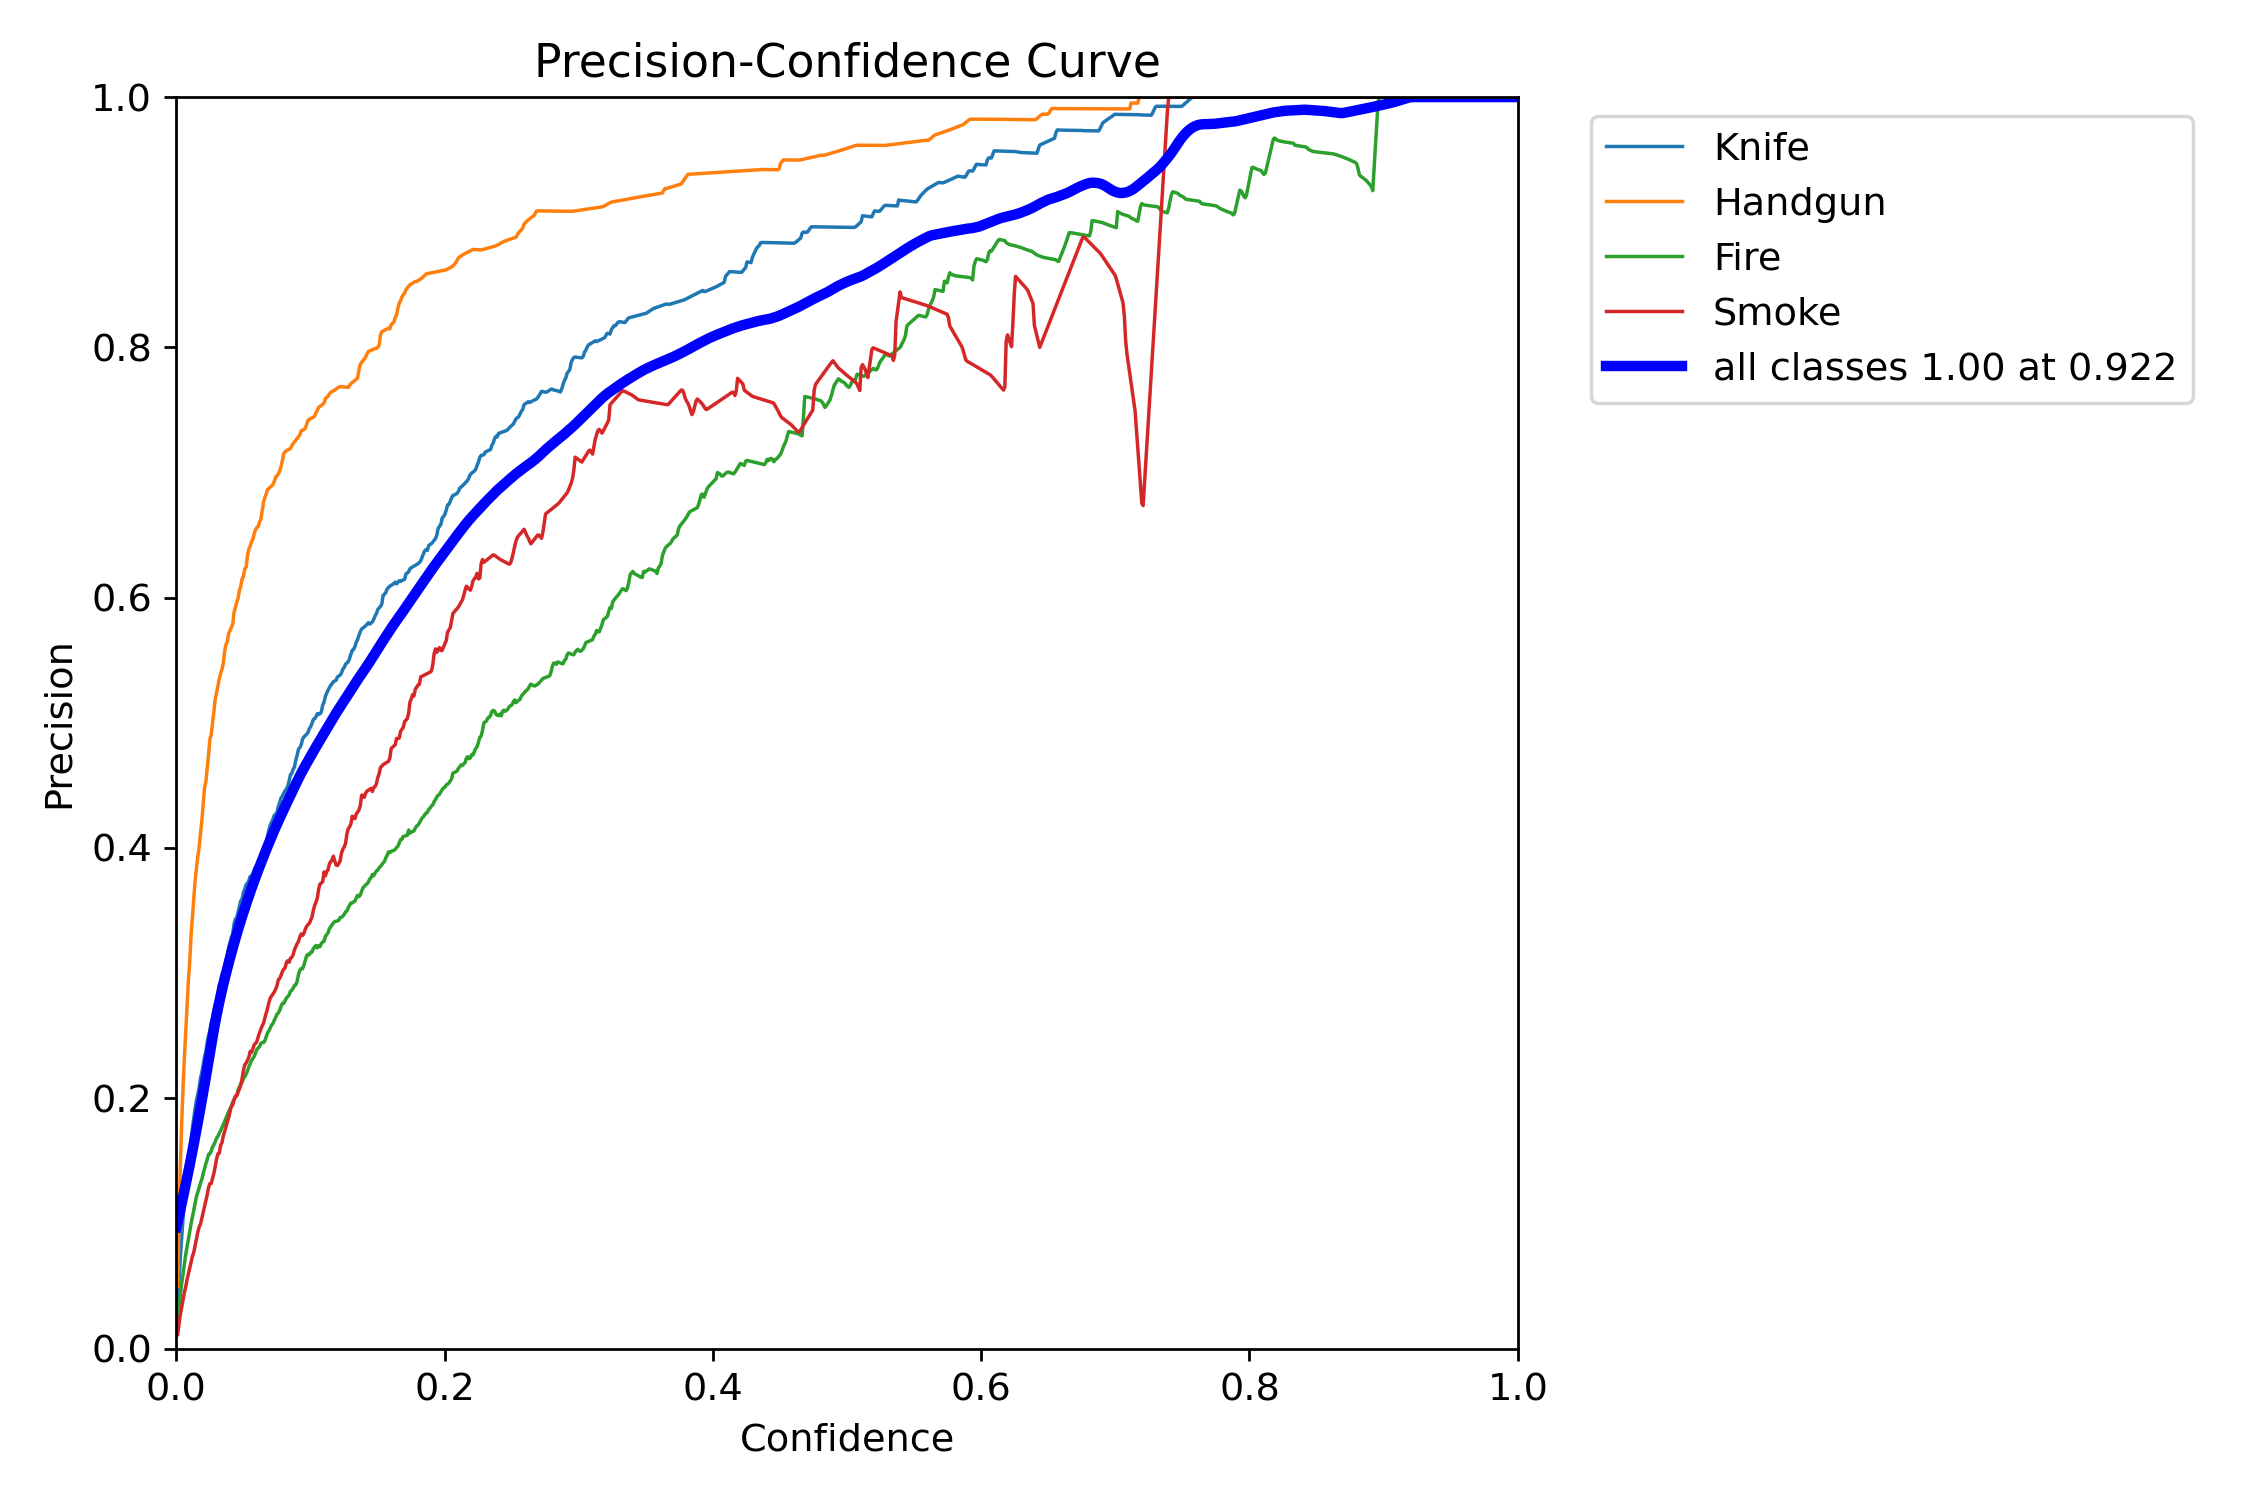 Precision-Confidence Curve
1.0
0.8
0.6
0.4
0.2
0.0
Precision
0.0 0.2 0.4 0.6 0.8 1.0
Confidence
Knife
Handgun
Fire
Smoke
all classes 1.00 at 0.922